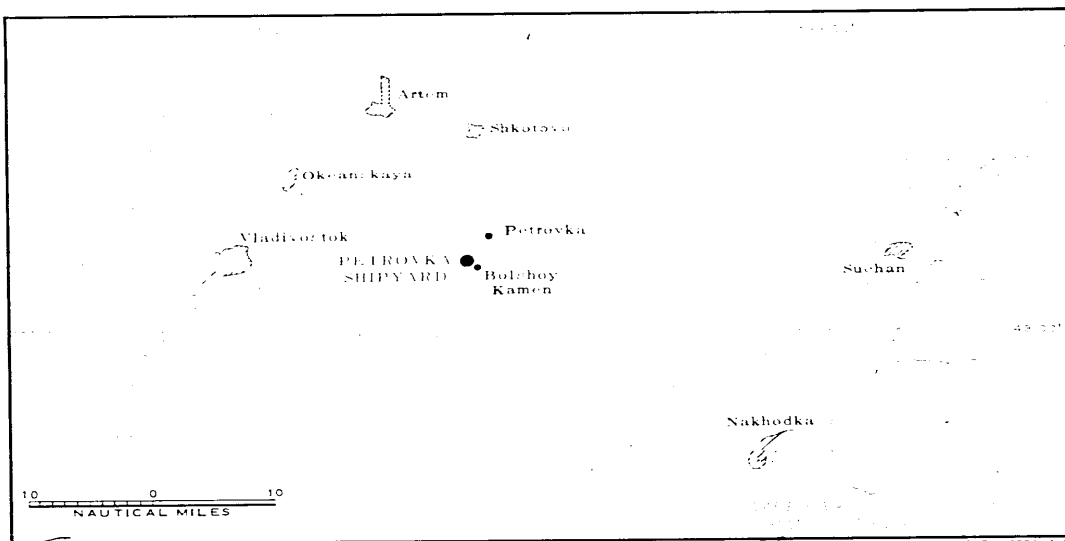 Artem
Shkotovo
Okeanskaya
Vladivostok
Petrovka
PETROVKA
SHIPYARD
Bolshoy
Kamen
Suchan
Nakhodka
10 0 10
NAUTICAL MILES